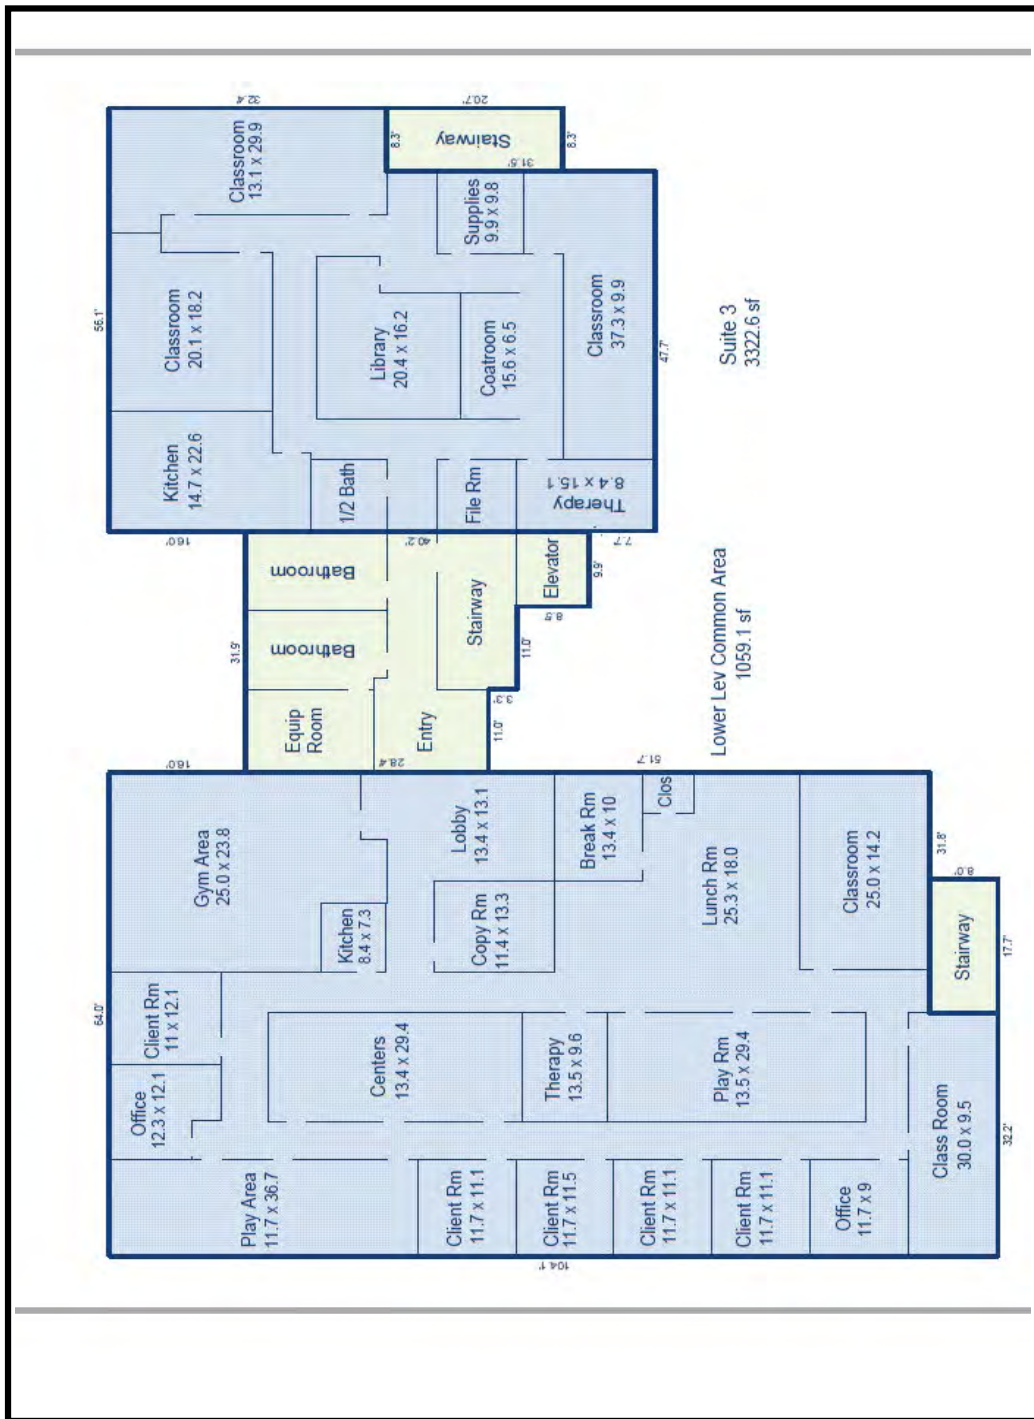 32.4'
20.7'
8.3'
Stairway
8.3'
31.5'
Classroom
13.1 x 29.9
Supplies
9.9 x 9.8
56.1'
Classroom
20.1 x 18.2
Library
20.4 x 16.2
Coatroom
15.6 x 6.5
Classroom
37.3 x 9.9
47.7'
Suite 3
3322.6 sf
Kitchen
14.7 x 22.6
1/2 Bath
File Rm
Therapy
8.4 x 15.1
16.0'
40.2'
7.7'
Bathroom
Elevator
9.9'
8.5'
31.9'
Bathroom
Stairway
11.0'
3.3'
Lower Lev Common Area
1059.1 sf
Equip
Room
Entry
11.0'
16.0'
28.4'
51.7'
Gym Area
25.0 x 23.8
Lobby
13.4 x 13.1
Break Rm
13.4 x 10
Clos
Kitchen
8.4 x 7.3
Copy Rm
11.4 x 13.3
Lunch Rm
25.3 x 18.0
Classroom
25.0 x 14.2
31.8'
8.0'
Stairway
17.7'
64.0'
Client Rm
11 x 12.1
Office
12.3 x 12.1
Centers
13.4 x 29.4
Therapy
13.5 x 9.6
Play Rm
13.5 x 29.4
Class Room
30.0 x 9.5
32.2'
Play Area
11.7 x 36.7
Client Rm
11.7 x 11.1
Client Rm
11.7 x 11.5
Client Rm
11.7 x 11.1
Client Rm
11.7 x 11.1
Office
11.7 x 9
104.1'